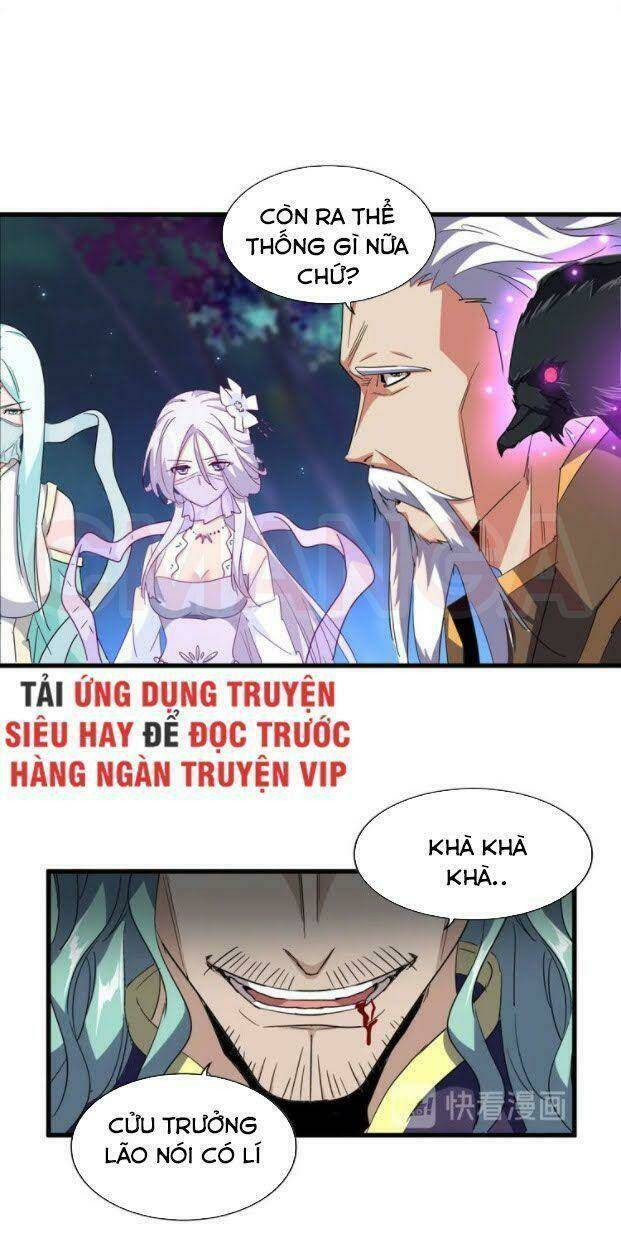 CÒN RA THỂ
THỐNG GÌ NỮA
CHỨ?
CMANGA
TẢI ỨNG DỤNG TRUYỆN
SIÊU HAY ĐỂ ĐỌC TRƯỚC
HÀNG NGÀN TRUYỆN VIP
KHÀ KHÀ
KHÀ..
快看漫画
CỬU TRƯỞNG
LÃO NÓI CÓ LÍ